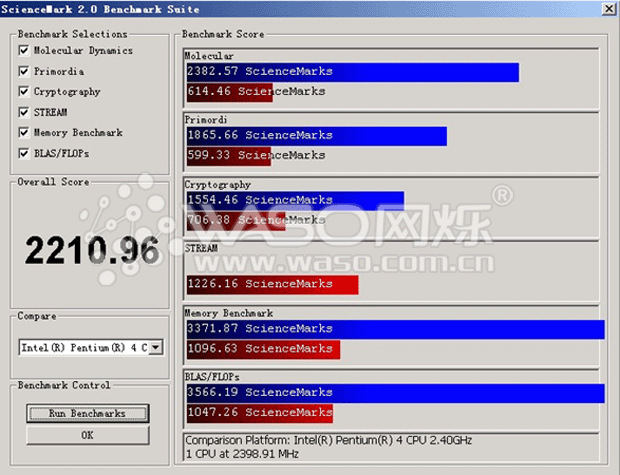 ScienceMark 2.0 Benchmark Suite
Benchmark Selections
Molecular Dynamics
Primordia
Cryptography
STREAM
Memory Benchmark
BLAS/FLOPs
Overall Score
2210.96
Compare
Intel(R) Pentium(R) 4 C
Benchmark Control
Run Benchmarks
OK
Benchmark Score
Molecular
2382.57 ScienceMarks
614.46 ScienceMarks
Primordi
1865.66 ScienceMarks
599.33 ScienceMarks
Cryptography
1554.46 ScienceMarks
706.38 ScienceMarks
STREAM
1226.16 ScienceMarks
Memory Benchmark
3371.87 ScienceMarks
1096.63 ScienceMarks
BLAS/FLOPs
3566.19 ScienceMarks
1047.26 ScienceMarks
Comparison Platform: Intel(R) Pentium(R) 4 CPU 2.40GHz
1 CPU at 2398.91 MHz
WASO网烁®
www.waso.com.cn